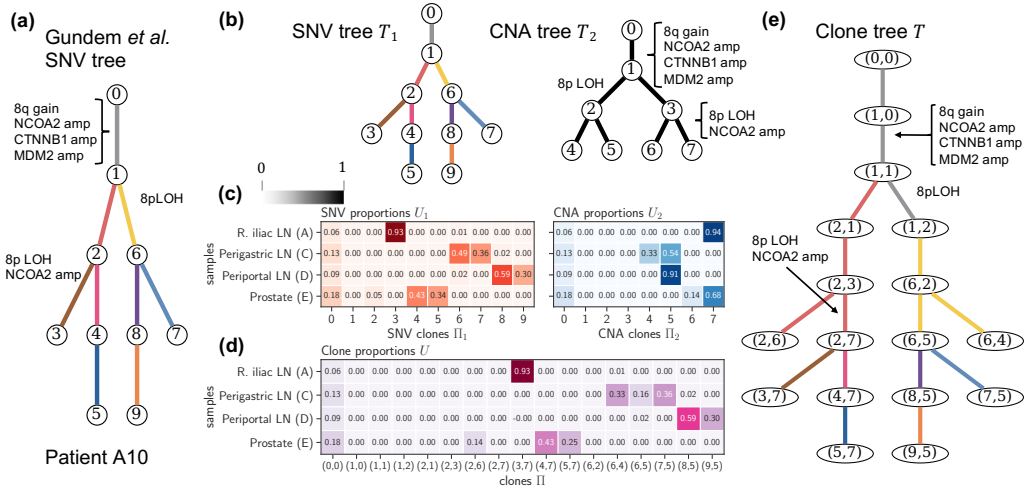 (a)
Gundem et al.
SNV tree
0
8q gain
NCOA2 amp
CTNNB1 amp
MDM2 amp
1
8pLOH
2
6
8p LOH
NCOA2 amp
3
4
8
7
5
9
Patient A10
(b)
SNV tree T1
0
1
2
6
3
4
8
7
5
9
CNA tree T2
0
8q gain
NCOA2 amp
CTNNB1 amp
MDM2 amp
1
8p LOH
2
3
8p LOH
NCOA2 amp
4
5
6
7
0
1
(c)
SNV proportions U1
samples
R. iliac LN (A) 0.06 0.00 0.00 0.93 0.00 0.00 0.01 0.00 0.00 0.00
Perigastric LN (C) 0.13 0.00 0.00 0.00 0.00 0.00 0.49 0.36 0.02 0.00
Periportal LN (D) 0.09 0.00 0.00 0.00 0.00 0.00 0.02 0.00 0.59 0.30
Prostate (E) 0.18 0.00 0.05 0.00 0.43 0.34 0.00 0.00 0.00 0.00
0 1 2 3 4 5 6 7 8 9
SNV clones Π1
CNA proportions U2
0.06 0.00 0.00 0.00 0.00 0.00 0.00 0.94
0.13 0.00 0.00 0.00 0.33 0.54 0.00 0.00
0.09 0.00 0.00 0.00 0.00 0.91 0.00 0.00
0.18 0.00 0.00 0.00 0.00 0.00 0.14 0.68
0 1 2 3 4 5 6 7
CNA clones Π2
(d)
Clone proportions U
samples
R. iliac LN (A) 0.06 0.00 0.00 0.00 0.00 0.00 0.00 0.00 0.93 0.00 0.00 0.00 0.01 0.00 0.00 0.00 0.00
Perigastric LN (C) 0.13 0.00 0.00 0.00 0.00 0.00 0.00 0.00 0.00 0.00 0.00 0.00 0.33 0.16 0.36 0.02 0.00
Periportal LN (D) 0.09 0.00 0.00 0.00 0.00 0.00 0.00 0.00 -0.00 0.00 0.00 0.00 -0.00 0.02 0.00 0.59 0.30
Prostate (E) 0.18 0.00 0.00 0.00 0.00 0.00 0.14 0.00 0.00 0.43 0.25 0.00 0.00 0.00 0.00 0.00 0.00
(0,0) (1,0) (1,1) (1,2) (2,1) (2,3) (2,6) (2,7) (3,7) (4,7) (5,7) (6,2) (6,4) (6,5) (7,5) (8,5) (9,5)
clones Π
(e)
Clone tree T
(0,0)
(1,0)
8q gain
NCOA2 amp
CTNNB1 amp
MDM2 amp
(1,1)
8pLOH
(2,1)
(1,2)
8p LOH
NCOA2 amp
(2,3)
(6,2)
(2,6)
(2,7)
(6,5)
(6,4)
(3,7)
(4,7)
(8,5)
(7,5)
(5,7)
(9,5)